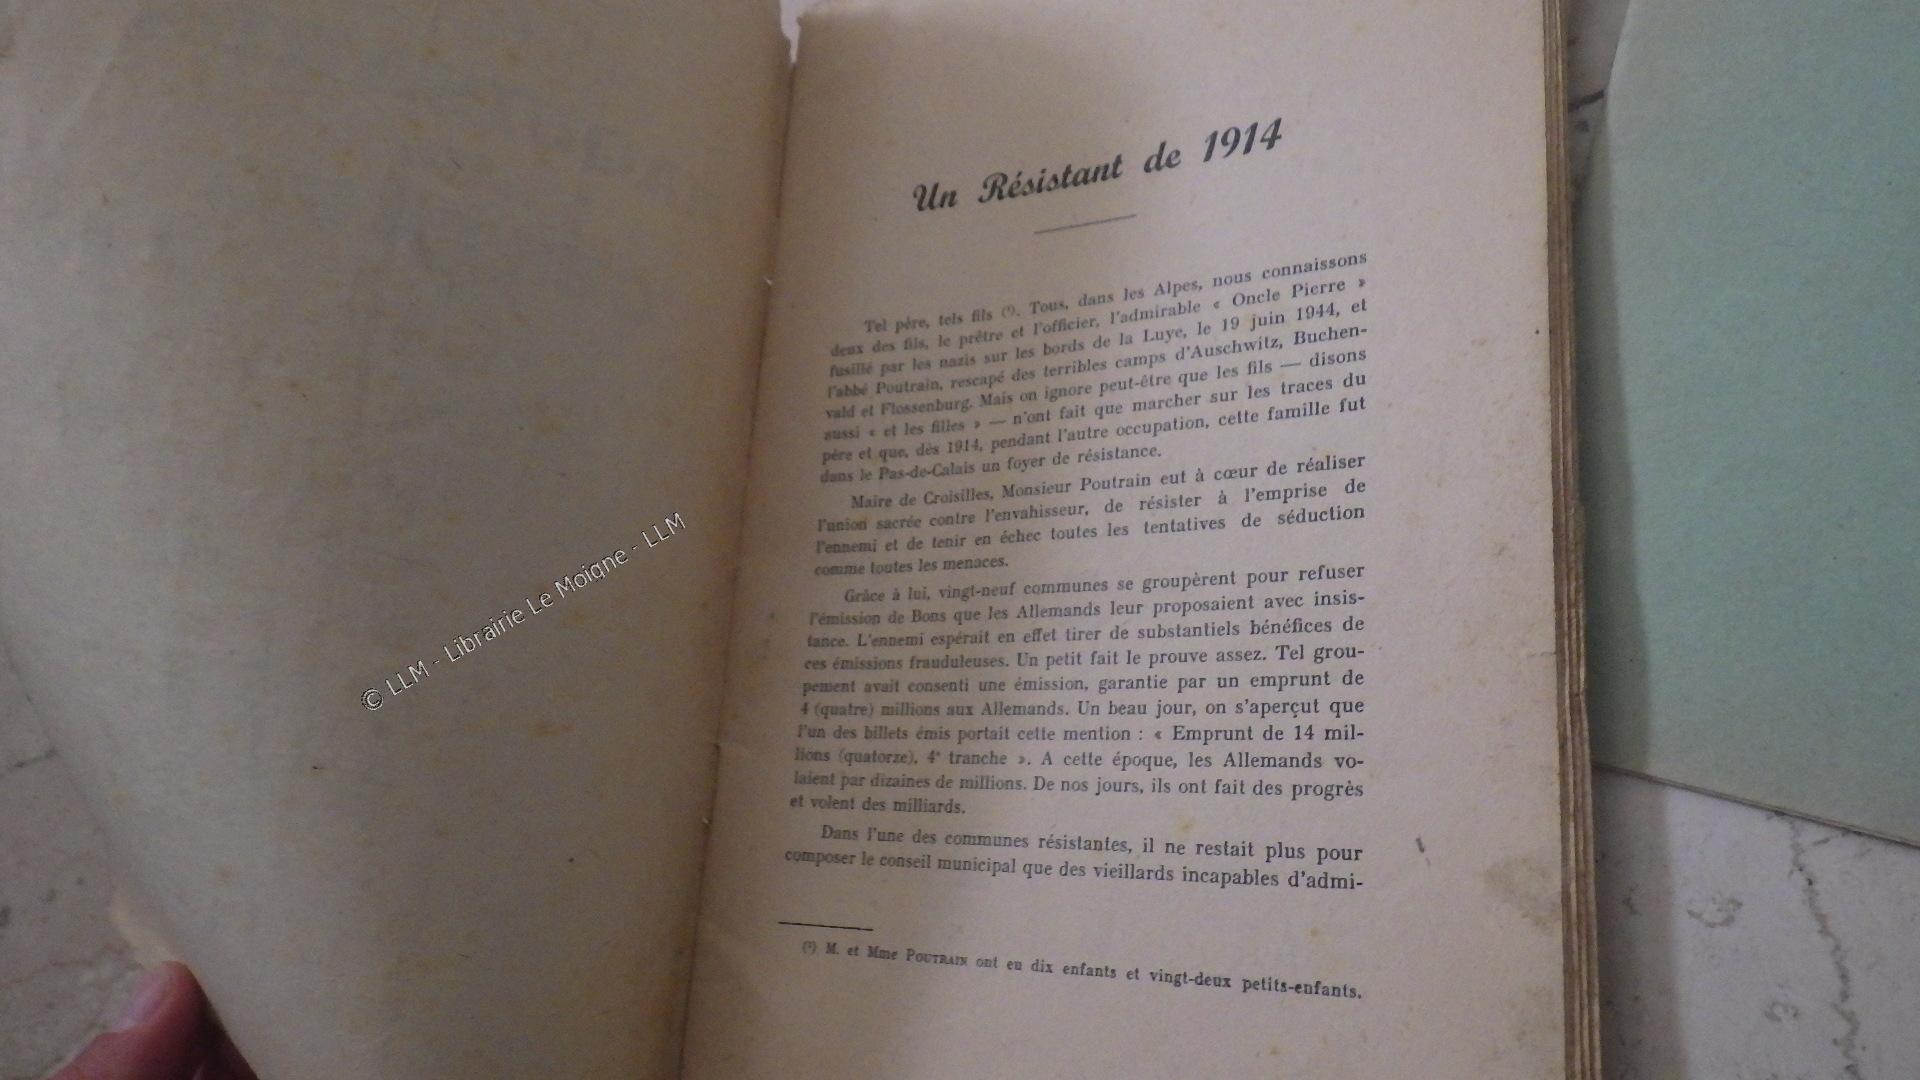 Un Résistant de 1914
Tel père, tels fils (¹). Tous, dans les Alpes, nous connaissons
deux des fils, le prêtre et l'officier, l'admirable « Oncle Pierre »
fusillé par les nazis sur les bords de la Luye, le 19 juin 1944, et
l'abbé Poutrain, rescapé des terribles camps d'Auschwitz, Buchen-
vald et Flossenburg. Mais on ignore peut-être que les fils — disons
aussi « et les filles » — n'ont fait que marcher sur les traces du
père et que, dès 1914, pendant l'autre occupation, cette famille fut
dans le Pas-de-Calais un foyer de résistance.
Maire de Croisilles, Monsieur Poutrain eut à cœur de réaliser
l'union sacrée contre l'envahisseur, de résister à l'emprise de
l'ennemi et de tenir en échec toutes les tentatives de séduction
comme toutes les menaces.
Grâce à lui, vingt-neuf communes se groupèrent pour refuser
l'émission de Bons que les Allemands leur proposaient avec insis-
tance. L'ennemi espérait en effet tirer de substantiels bénéfices de
ces émissions frauduleuses. Un petit fait le prouve assez. Tel grou-
pement avait consenti une émission, garantie par un emprunt de
4 (quatre) millions aux Allemands. Un beau jour, on s'aperçut que
l'un des billets émis portait cette mention : « Emprunt de 14 mil-
lions (quatorze), 4ᵉ tranche ». A cette époque, les Allemands vo-
laient par dizaines de millions. De nos jours, ils ont fait des progrès
et volent des milliards.
Dans l'une des communes résistantes, il ne restait plus pour
composer le conseil municipal que des vieillards incapables d'admi-
(¹) M. et Mme POUTRAIN ont eu dix enfants et vingt-deux petits-enfants.
© LLM - Librairie Le Moigne - LLM